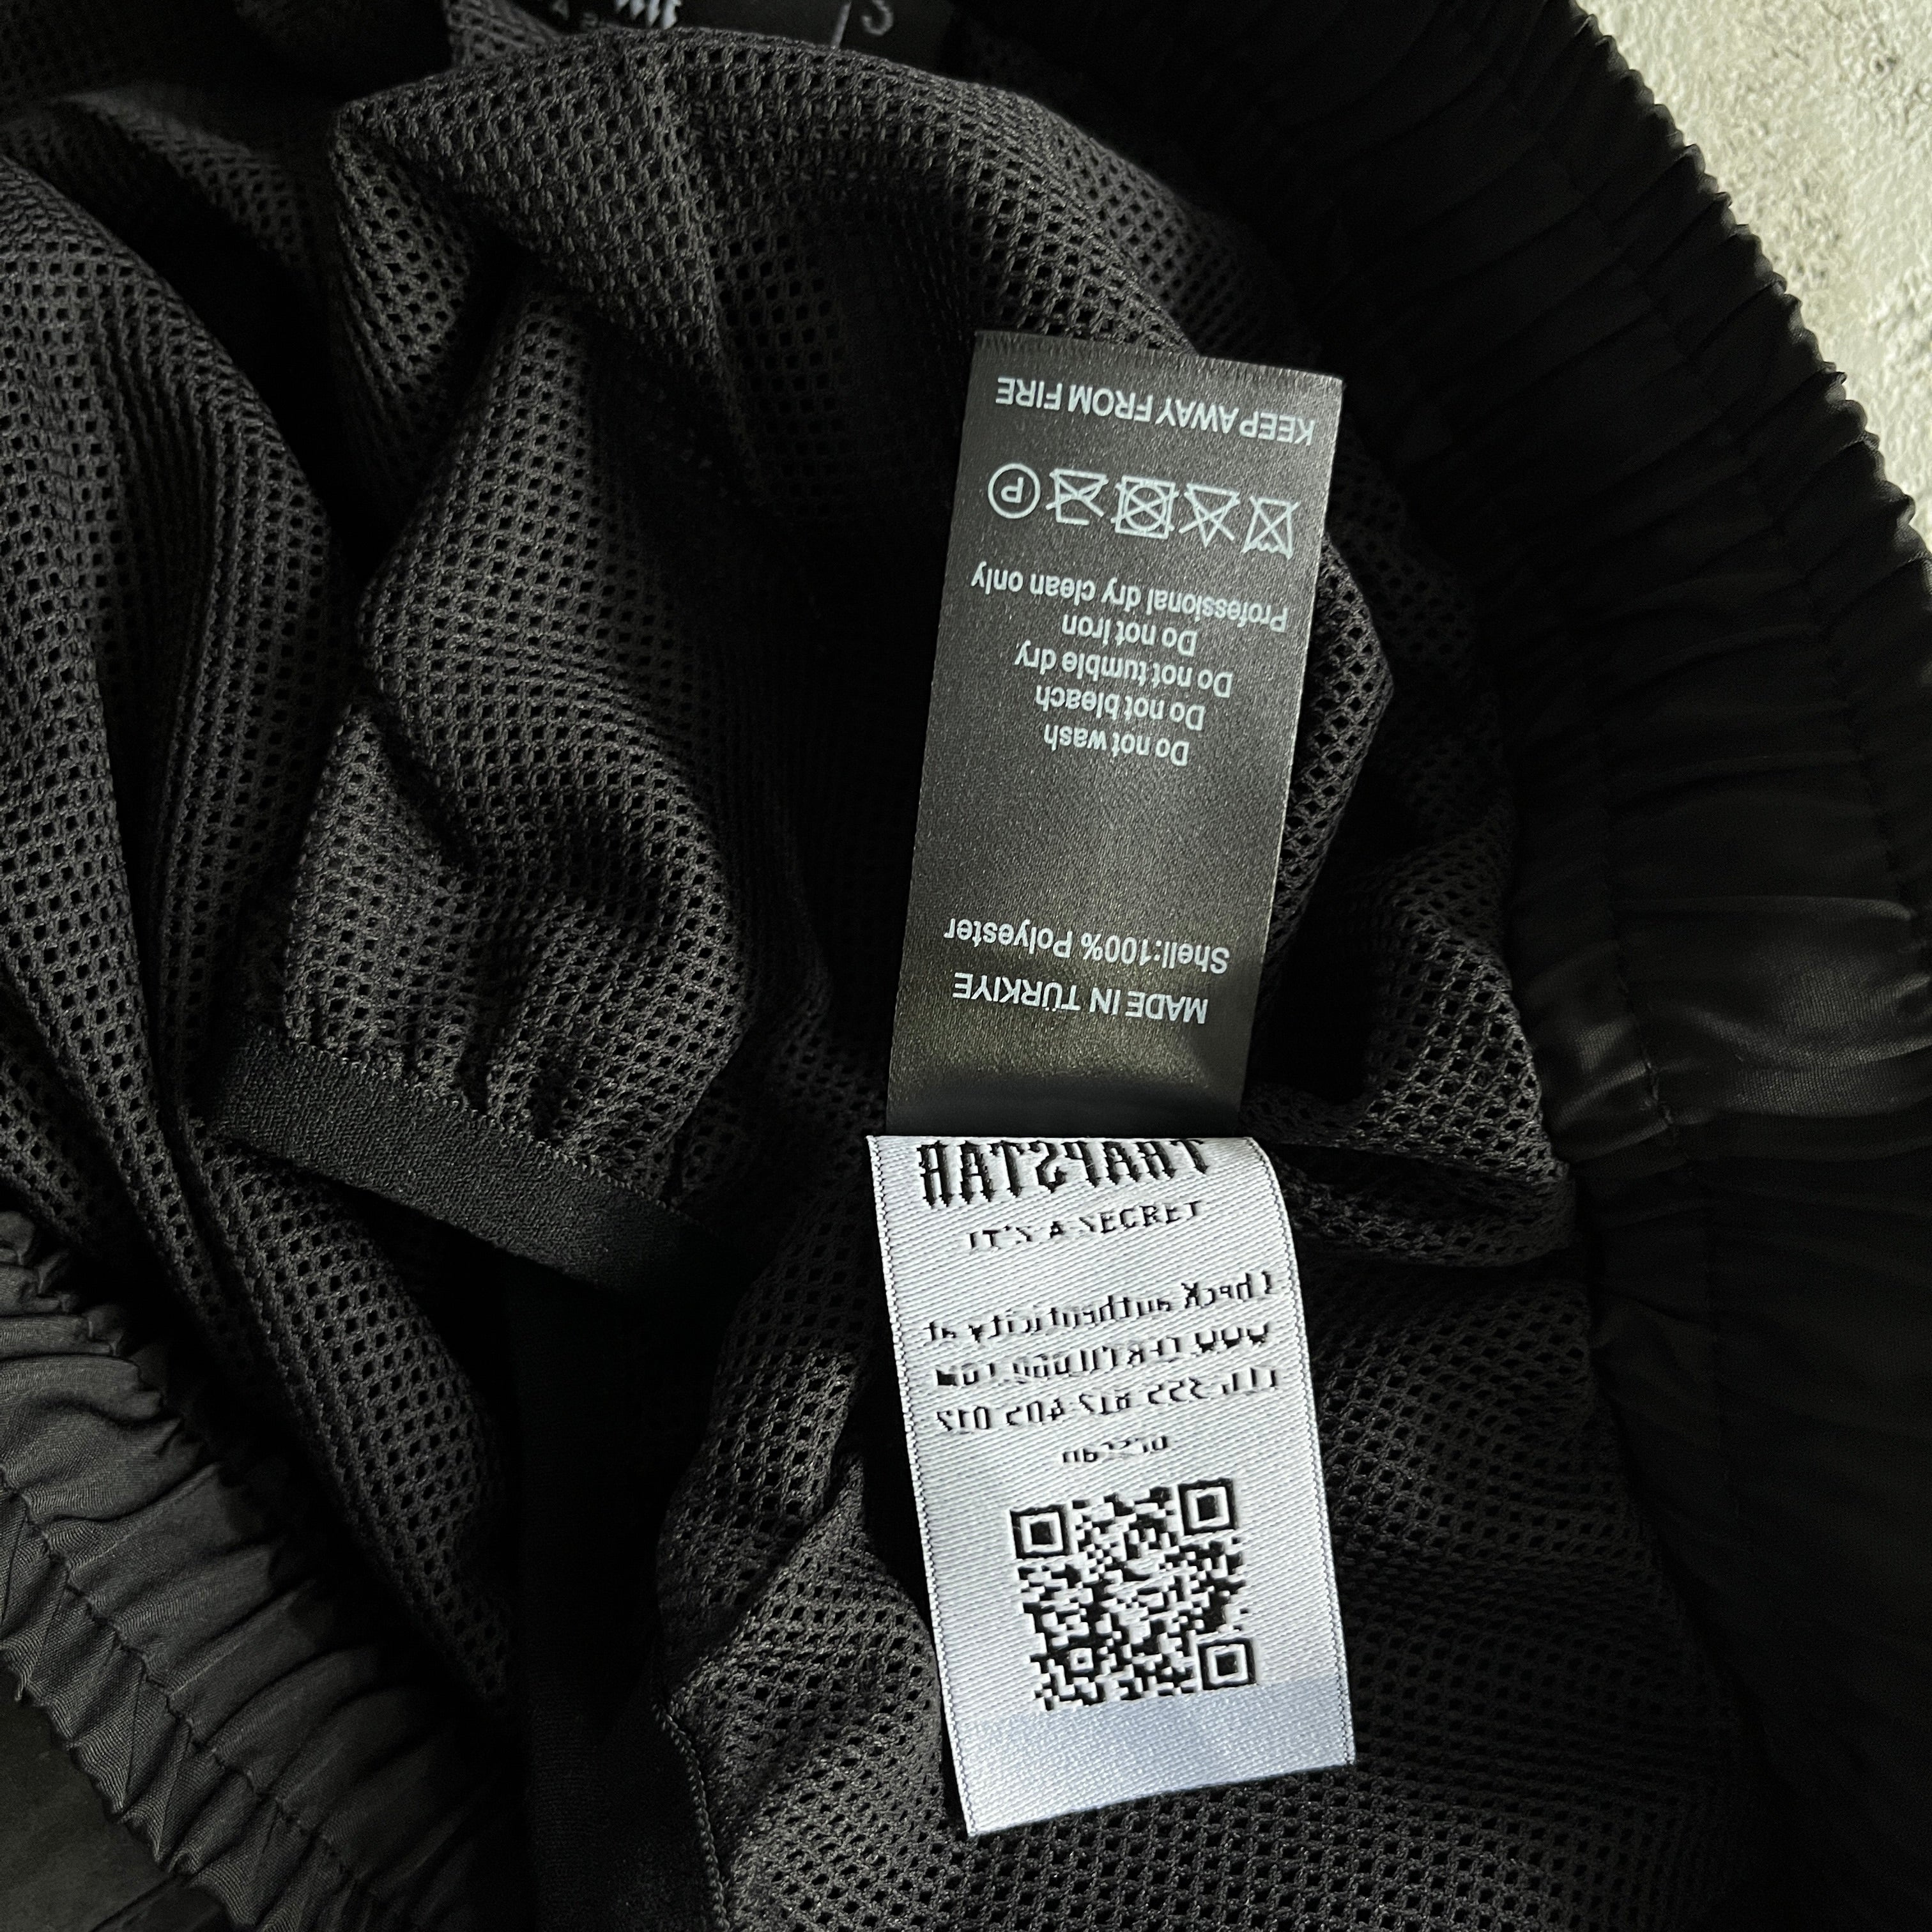 S
KEEP AWAY FROM FIRE
P
Professional dry clean only
Do not Iron
Do not tumble dry
Do not bleach
Do not wash
Shell:100% Polyester
MADE IN TÜRKIYE
TRAPSTAR
IT'S A SECRET
Check authenticity at